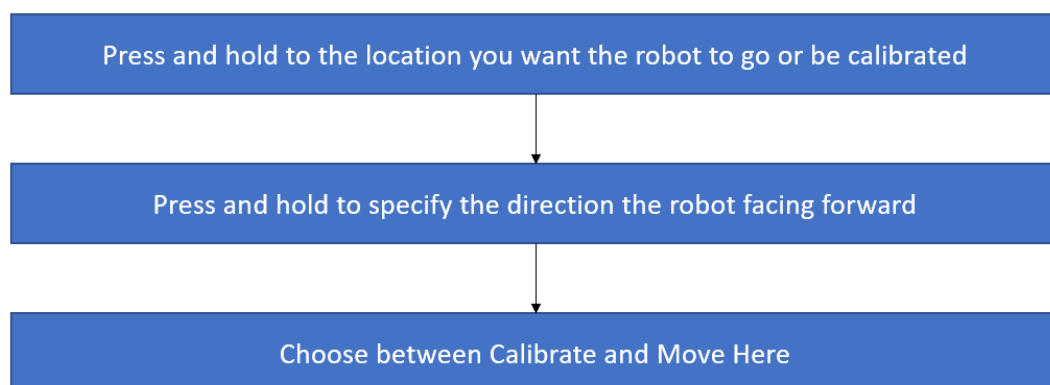 Press and hold to the location you want the robot to go or be calibrated
Press and hold to specify the direction the robot facing forward
Choose between Calibrate and Move Here